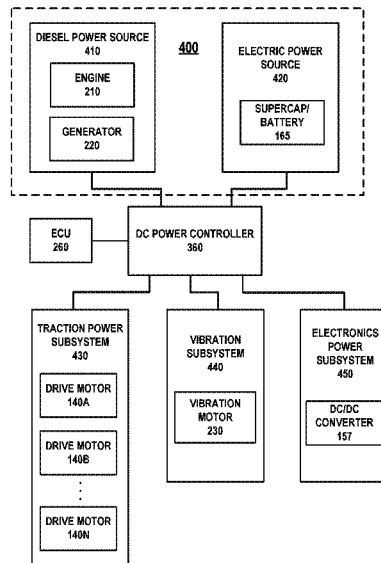 400
DIESEL POWER SOURCE
410
ENGINE
210
GENERATOR
220
ELECTRIC POWER
SOURCE
420
SUPERCAP/
BATTERY
165
ECU
260
DC POWER CONTROLLER
360
TRACTION POWER
SUBSYSTEM
430
DRIVE MOTOR
140A
DRIVE MOTOR
140B
DRIVE MOTOR
140N
VIBRATION
SUBSYSTEM
440
VIBRATION
MOTOR
230
ELECTRONICS
POWER
SUBSYSTEM
450
DC/DC
CONVERTER
157